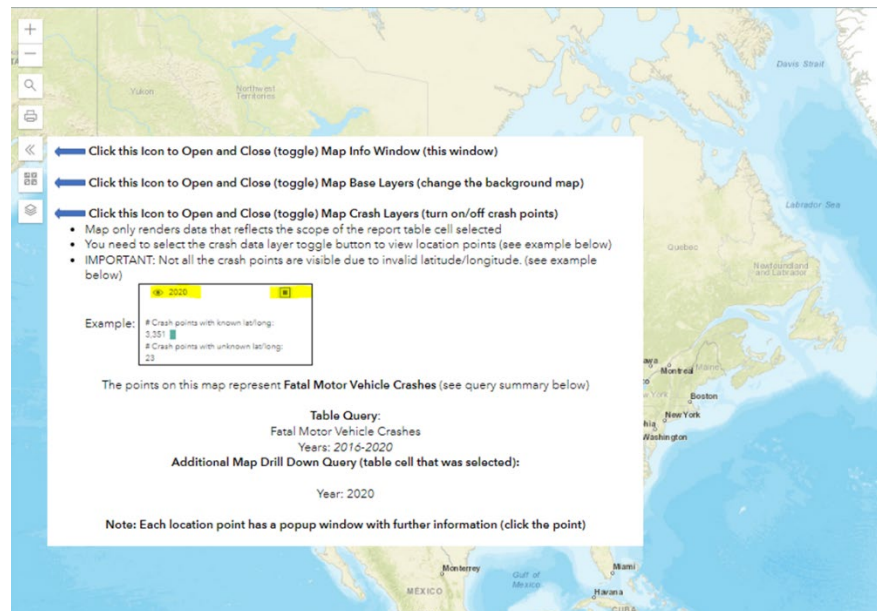 Davis Strait
Yukon
Northwest
Territories
Click this Icon to Open and Close (toggle) Map Info Window (this window)
Click this Icon to Open and Close (toggle) Map Base Layers (change the background map)
Click this Icon to Open and Close (toggle) Map Crash Layers (turn on/off crash points)
• Map only renders data that reflects the scope of the report table cell selected
• You need to select the crash data layer toggle button to view location points (see example below)
• IMPORTANT: Not all the crash points are visible due to invalid latitude/longitude. (see example
below)
2020
Example:
# Crash points with known lat/long:
3,351
# Crash points with unknown lat/long:
23
The points on this map represent Fatal Motor Vehicle Crashes (see query summary below)
Table Query:
Fatal Motor Vehicle Crashes
Years: 2016-2020
Additional Map Drill Down Query (table cell that was selected):
Year: 2020
Note: Each location point has a popup window with further information (click the point)
Labrador Sea
Quebec
Newfoundland
and Labrador
Montreal
Maine
Boston
New York
Washington
Monterrey
Gulf of
Mexico
Miami
MÉXICO
Havana
CUBA